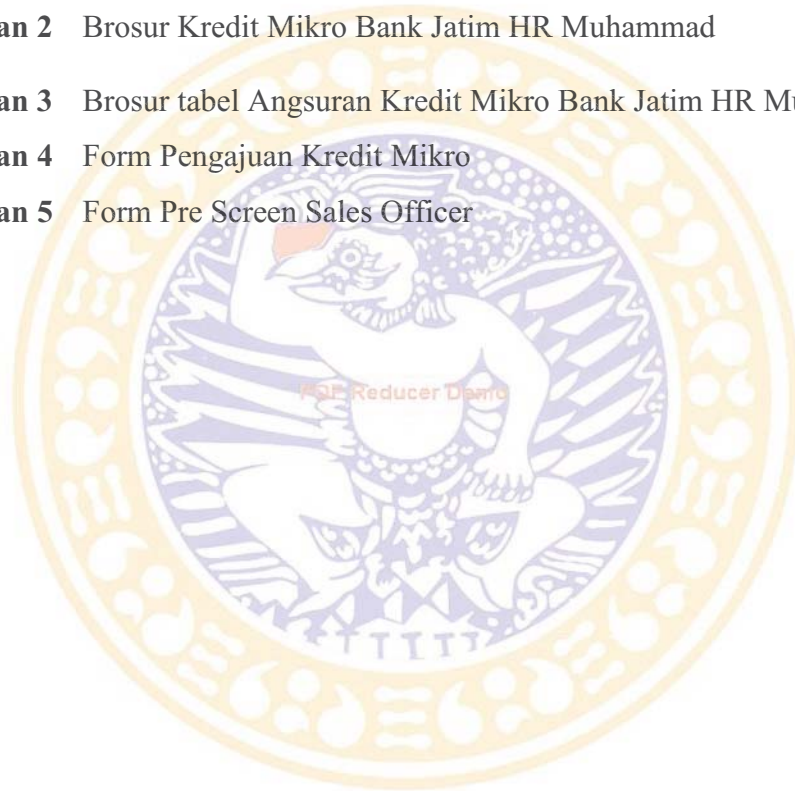 an 2 Brosur Kredit Mikro Bank Jatim HR Muhammad
an 3 Brosur tabel Angsuran Kredit Mikro Bank Jatim HR Mu
an 4 Form Pengajuan Kredit Mikro
an 5 Form Pre Screen Sales Officer
PDF Reducer Demo